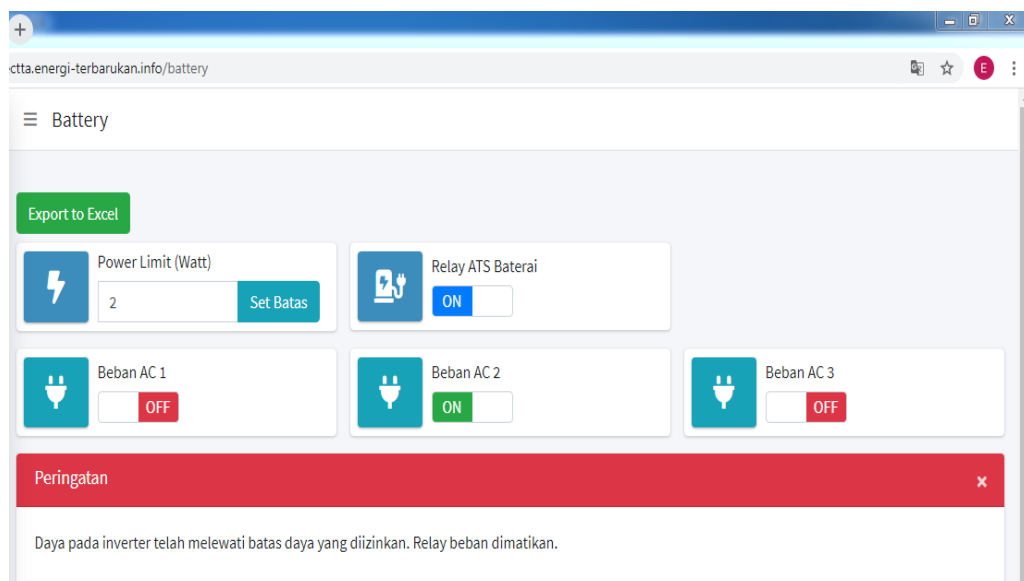 ctta.energi-terbarukan.info/battery
E
Battery
Export to Excel
Power Limit (Watt)
2
Set Batas
Relay ATS Baterai
ON
Beban AC 1
OFF
Beban AC 2
ON
Beban AC 3
OFF
Peringatan
Daya pada inverter telah melewati batas daya yang diizinkan. Relay beban dimatikan.